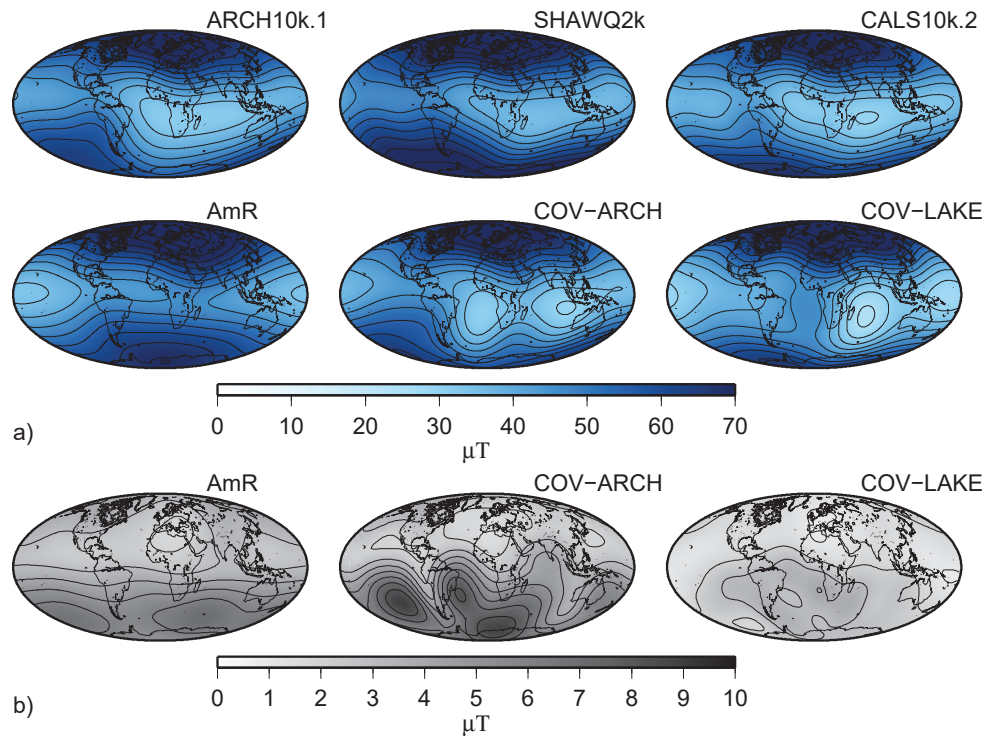 ARCH10k.1 SHAWQ2k CALS10k.2
AmR COV−ARCH COV−LAKE
0 10 20 30 40 50 60 70
a)
μT
AmR COV−ARCH COV−LAKE
0 1 2 3 4 5 6 7 8 9 10
b)
μT